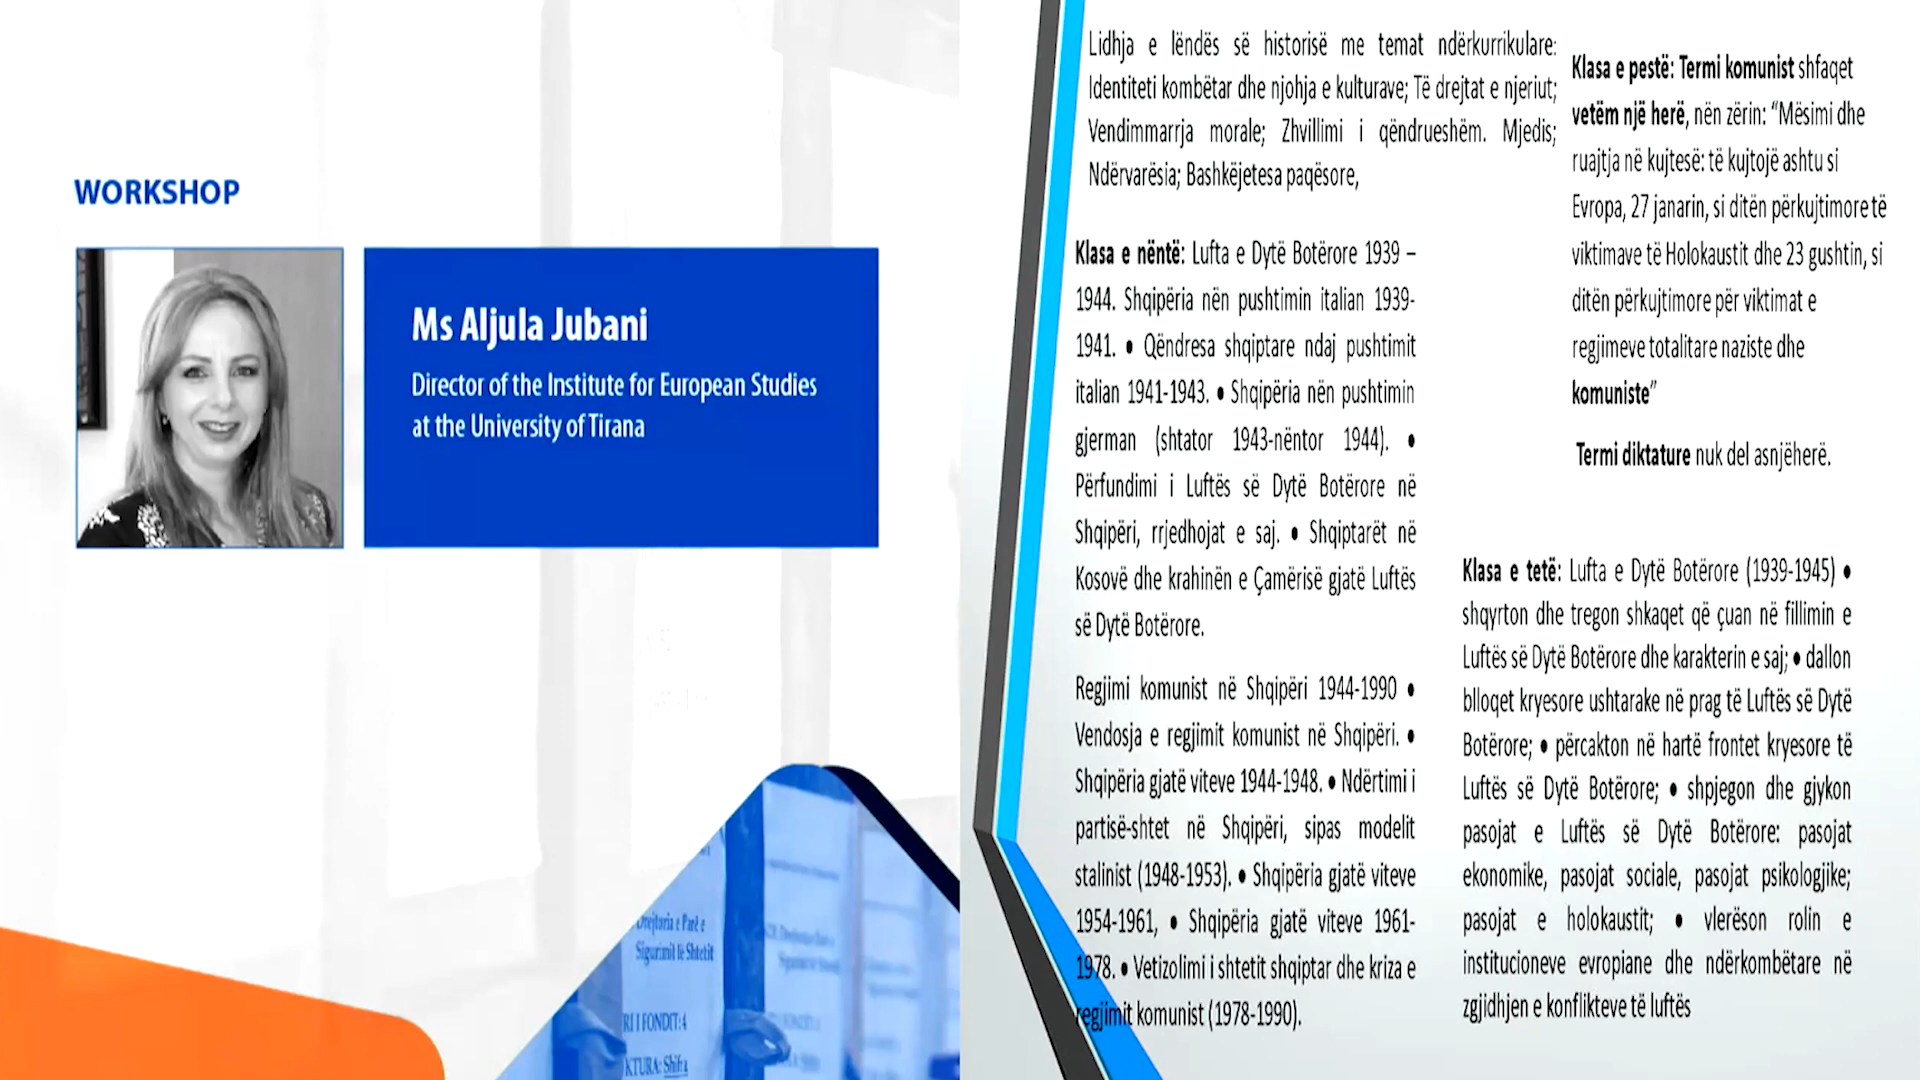 WORKSHOP
Ms Aljula Jubani
Director of the Institute for European Studies
at the University of Tirana
Drejtoria e Parë e
Sigurimit të Shtetit
RI I FONDIT:4
KTURA: Shifra
Lidhja e lëndës së historisë me temat ndërkurrikulare:
Identiteti kombëtar dhe njohja e kulturave; Të drejtat e njeriut;
Vendimmarrja morale; Zhvillimi i qëndrueshëm. Mjedis;
Ndërvarësia; Bashkëjetesa paqësore,
Klasa e nëntë: Lufta e Dytë Botërore 1939 –
1944. Shqipëria nën pushtimin italian 1939-
1941. • Qëndresa shqiptare ndaj pushtimit
italian 1941-1943. • Shqipëria nën pushtimin
gjerman (shtator 1943-nëntor 1944). •
Përfundimi i Luftës së Dytë Botërore në
Shqipëri, rrjedhojat e saj. • Shqiptarët në
Kosovë dhe krahinën e Çamërisë gjatë Luftës
së Dytë Botërore.
Regjimi komunist në Shqipëri 1944-1990 •
Vendosja e regjimit komunist në Shqipëri. •
Shqipëria gjatë viteve 1944-1948. • Ndërtimi i
partisë-shtet në Shqipëri, sipas modelit
stalinist (1948-1953). • Shqipëria gjatë viteve
1954-1961, • Shqipëria gjatë viteve 1961-
1978. • Vetizolimi i shtetit shqiptar dhe kriza e
regjimit komunist (1978-1990).
Klasa e pestë: Termi komunist shfaqet
vetëm një herë, nën zërin: “Mësimi dhe
ruajtja në kujtesë: të kujtojë ashtu si
Evropa, 27 janarin, si ditën përkujtimore të
viktimave të Holokaustit dhe 23 gushtin, si
ditën përkujtimore për viktimat e
regjimeve totalitare naziste dhe
komuniste”
Termi diktature nuk del asnjëherë.
Klasa e tetë: Lufta e Dytë Botërore (1939-1945) •
shqyrton dhe tregon shkaqet që çuan në fillimin e
Luftës së Dytë Botërore dhe karakterin e saj; • dallon
blloqet kryesore ushtarake në prag të Luftës së Dytë
Botërore; • përcakton në hartë frontet kryesore të
Luftës së Dytë Botërore; • shpjegon dhe gjykon
pasojat e Luftës së Dytë Botërore: pasojat
ekonomike, pasojat sociale, pasojat psikologjike;
pasojat e holokaustit; • vlerëson rolin e
institucioneve evropiane dhe ndërkombëtare në
zgjidhjen e konflikteve të luftës